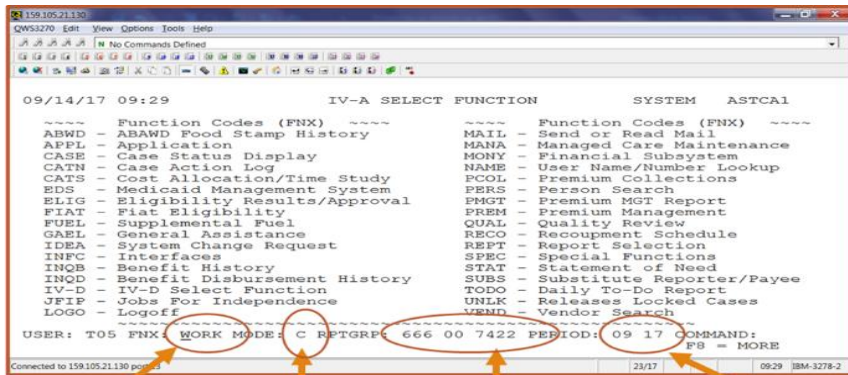 159.105.21.130
QWS3270 Edit View Options Tools Help
N No Commands Defined
09/14/17 09:29 IV-A SELECT FUNCTION SYSTEM ASTCA1
~~~~ Function Codes (FNX) ~~~~ ~~~~ Function Codes (FNX) ~~~~
ABWD - ABAWD Food Stamp History MAIL - Send or Read Mail
APPL - Application MANA - Managed Care Maintenance
CASE - Case Status Display MONY - Financial Subsystem
CATN - Case Action Log NAME - User Name/Number Lookup
CATS - Cost Allocation/Time Study PCOL - Premium Collections
EDS - Medicaid Management System PERS - Person Search
ELIG - Eligibility Results/Approval PMGT - Premium MGT Report
FIAT - Fiat Eligibility PREM - Premium Management
FUEL - Supplemental Fuel QUAL - Quality Review
GAEL - General Assistance RECO - Recoupment Schedule
IDEA - System Change Request REPT - Report Selection
INFC - Interfaces SPEC - Special Functions
INQB - Benefit History STAT - Statement of Need
INQD - Benefit Disbursement History SUBS - Substitute Reporter/Payee
IV-D - IV-D Select Function TODO - Daily To-Do Report
JFIP - Jobs For Independence UNLK - Releases Locked Cases
LOGO - Logoff VEND - Vendor Search
USER: T05 FNX: WORK MODE: C RPTGRP: 666 00 7422 PERIOD: 09 17 COMMAND:
F8 = MORE
Connected to 159.105.21.130 port 23/17 09:29 IBM-3278-2